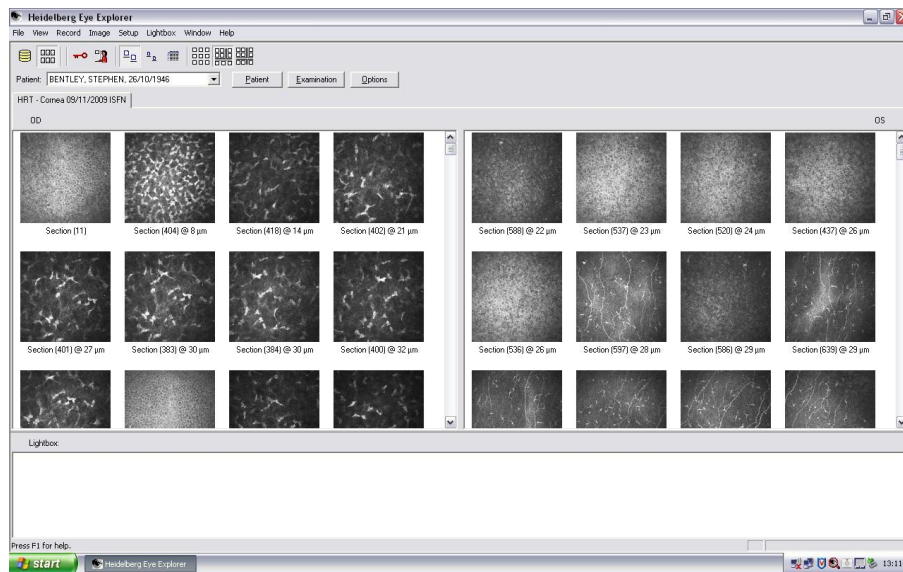 Heidelberg Eye Explorer
File View Record Image Setup Lightbox Window Help
Patient: BENTLEY, STEPHEN, 26/10/1946 Patient Examination Options
HRT - Cornea 09/11/2009 ISFN
OD OS
Section (11) Section (404) @ 8 µm Section (418) @ 14 µm Section (402) @ 21 µm Section (588) @ 22 µm Section (537) @ 23 µm Section (520) @ 24 µm Section (437) @ 26 µm
Section (401) @ 27 µm Section (383) @ 30 µm Section (384) @ 30 µm Section (400) @ 32 µm Section (536) @ 26 µm Section (597) @ 28 µm Section (586) @ 29 µm Section (639) @ 29 µm
Lightbox:
Press F1 for help.
start Heidelberg Eye Explorer 13:11